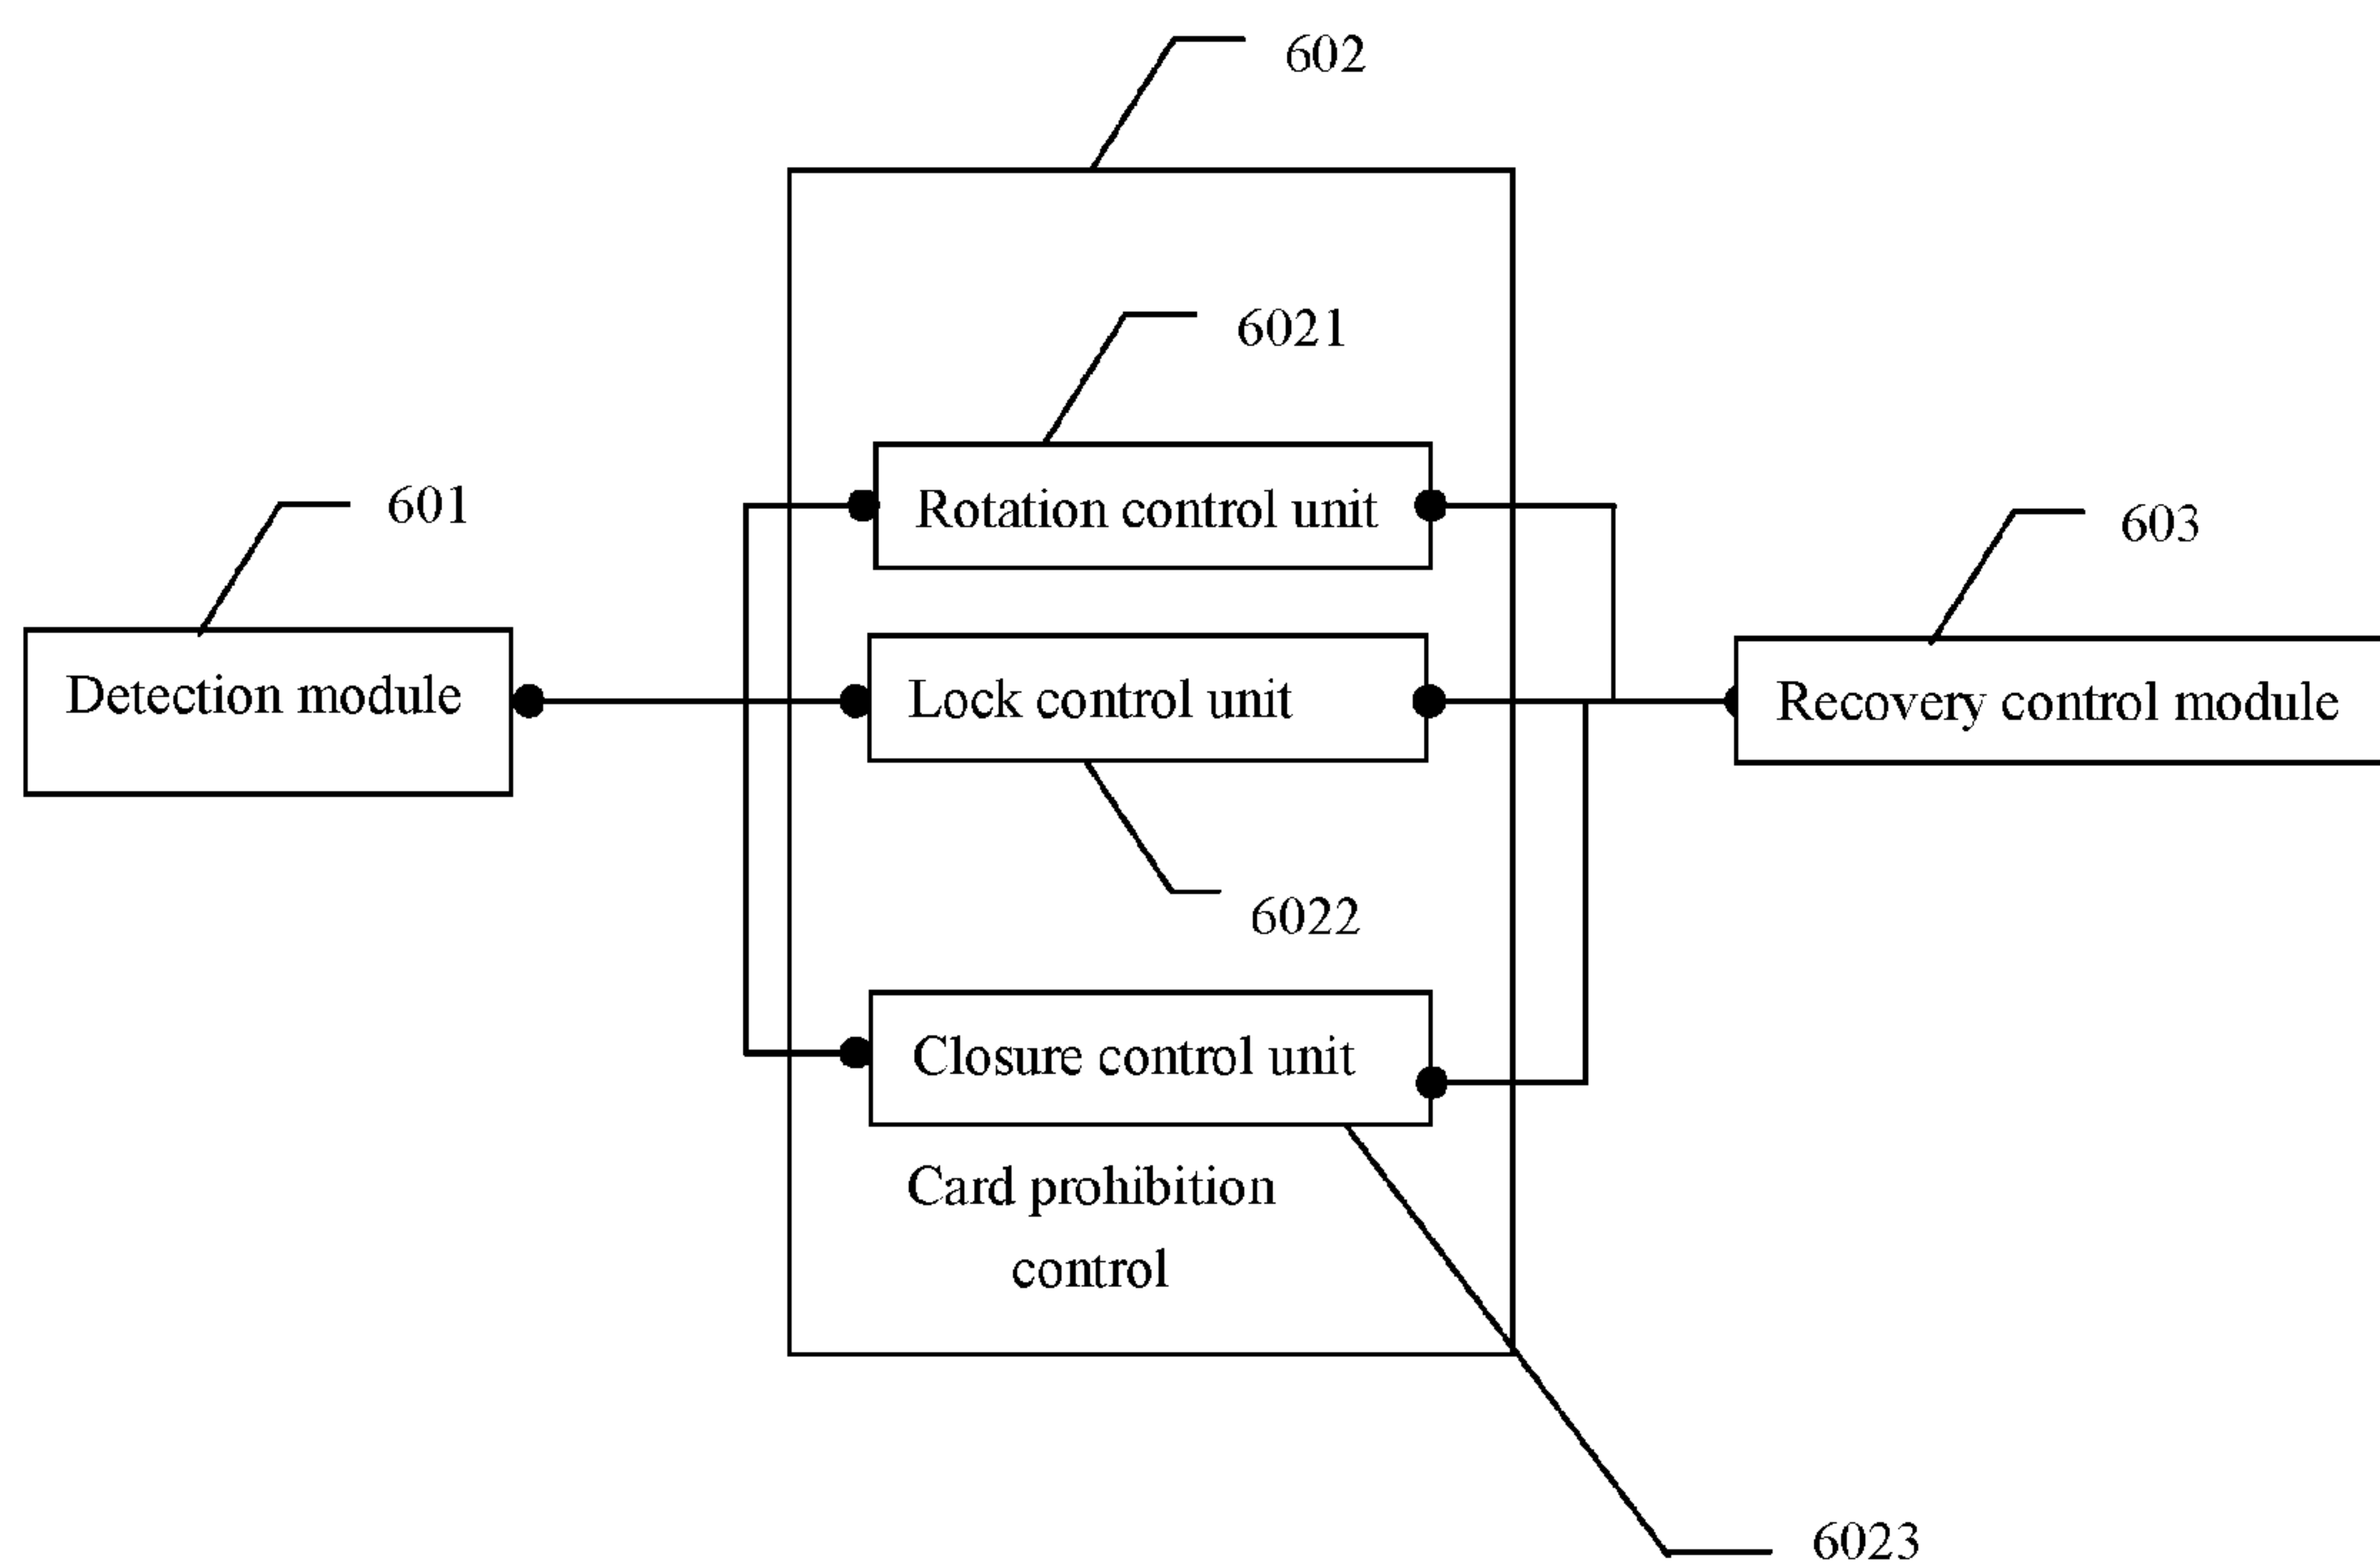 602
6021
601
Rotation control unit
603
Detection module
Lock control unit
Recovery control module
6022
Closure control unit
Card prohibition
control
6023